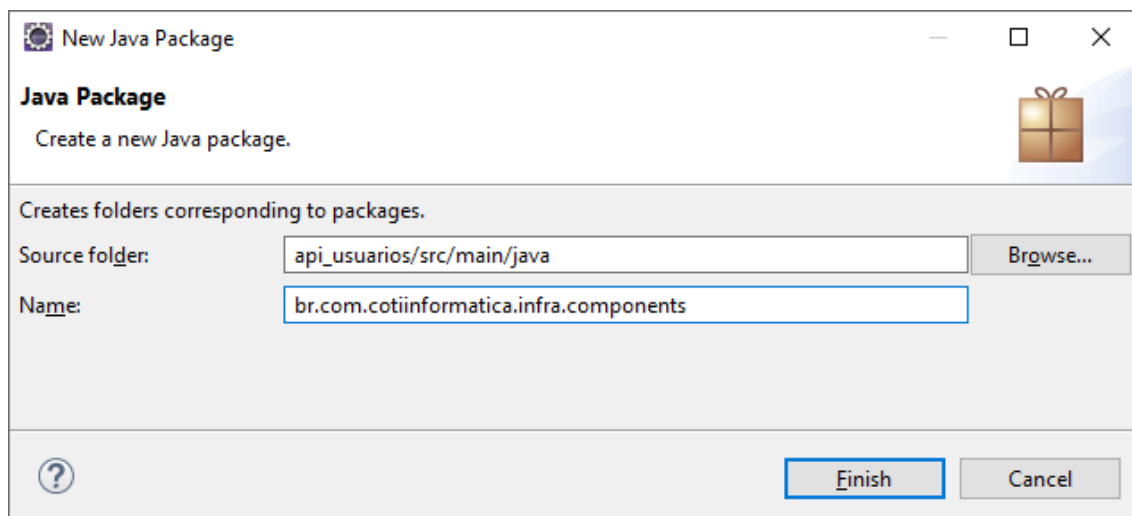 New Java Package
Java Package
Create a new Java package.
Creates folders corresponding to packages.
Source folder: api_usuarios/src/main/java Browse...
Name: br.com.cotiinformatica.infra.components
? Finish Cancel